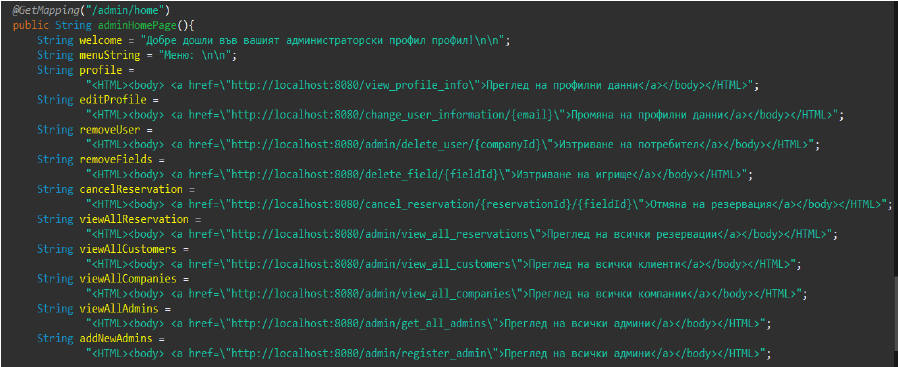 @GetMapping("/admin/home")
public String adminHomePage(){
String welcome = "Добре дошли във вашият администраторски профил профил!\n\n";
String menuString = "Меню: \n\n";
String profile =
"<HTML><body> <a href=\"http://localhost:8080/view_profile_info\">Преглед на профилни данни</a></body></HTML>";
String editProfile =
"<HTML><body> <a href=\"http://localhost:8080/change_user_information/{email}\">Промяна на профилни данни</a></body></HTML>";
String removeUser =
"<HTML><body> <a href=\"http://localhost:8080/admin/delete_user/{companyId}\">Изтриване на потребител</a></body></HTML>";
String removeFields =
"<HTML><body> <a href=\"http://localhost:8080/delete_field/{fieldId}\">Изтриване на игрище</a></body></HTML>";
String cancelReservation =
"<HTML><body> <a href=\"http://localhost:8080/cancel_reservation/{reservationId}/{fieldId}\">Отмяна на резервация</a></body></HTML>";
String viewAllReservation =
"<HTML><body> <a href=\"http://localhost:8080/admin/view_all_reservations\">Преглед на всички резервации</a></body></HTML>";
String viewAllCustomers =
"<HTML><body> <a href=\"http://localhost:8080/admin/view_all_customers\">Преглед на всички клиенти</a></body></HTML>";
String viewAllCompanies =
"<HTML><body> <a href=\"http://localhost:8080/admin/view_all_companies\">Преглед на всички компании</a></body></HTML>";
String viewAllAdmins =
"<HTML><body> <a href=\"http://localhost:8080/admin/get_all_admins\">Преглед на всички админи</a></body></HTML>";
String addNewAdmins =
"<HTML><body> <a href=\"http://localhost:8080/admin/register_admin\">Преглед на всички админи</a></body></HTML>";